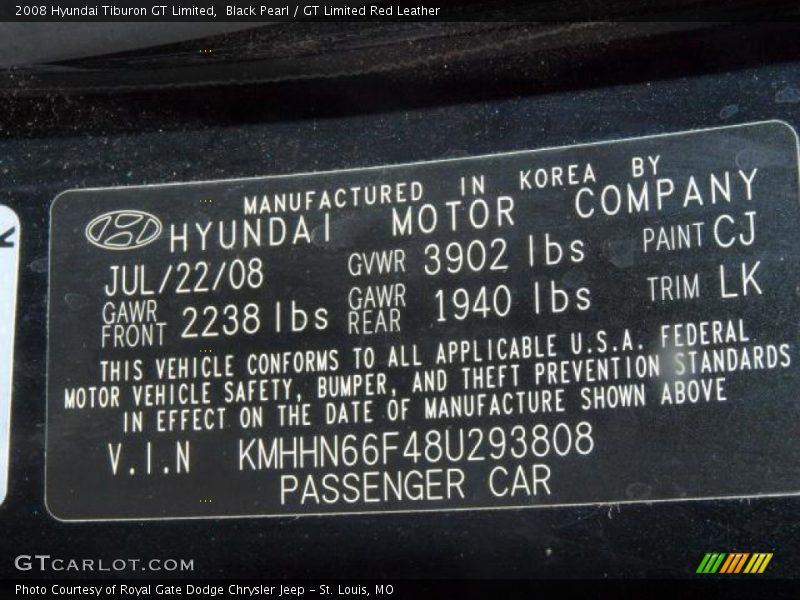 2008 Hyundai Tiburon GT Limited,  Black Pearl / GT Limited Red Leather
MANUFACTURED IN KOREA BY
HYUNDAI MOTOR COMPANY
JUL/22/08 GVWR 3902 lbs PAINT CJ
GAWR FRONT 2238 lbs GAWR REAR 1940 lbs TRIM LK
THIS VEHICLE CONFORMS TO ALL APPLICABLE U.S.A. FEDERAL
MOTOR VEHICLE SAFETY, BUMPER, AND THEFT PREVENTION STANDARDS
IN EFFECT ON THE DATE OF MANUFACTURE SHOWN ABOVE
V.I.N KMHHN66F48U293808
PASSENGER CAR
GTCARLOT.COM
Photo Courtesy of Royal Gate Dodge Chrysler Jeep - St. Louis, MO